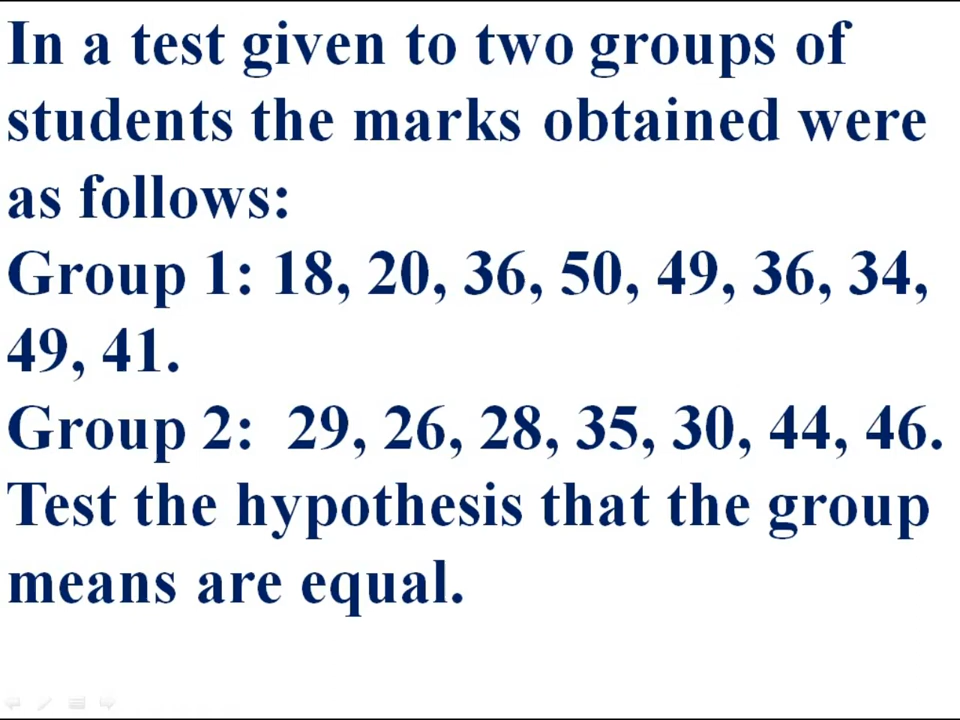 In a test given to two groups of
students the marks obtained were
as follows:
Group 1: 18, 20, 36, 50, 49, 36, 34,
49, 41.
Group 2:  29, 26, 28, 35, 30, 44, 46.
Test the hypothesis that the group
means are equal.